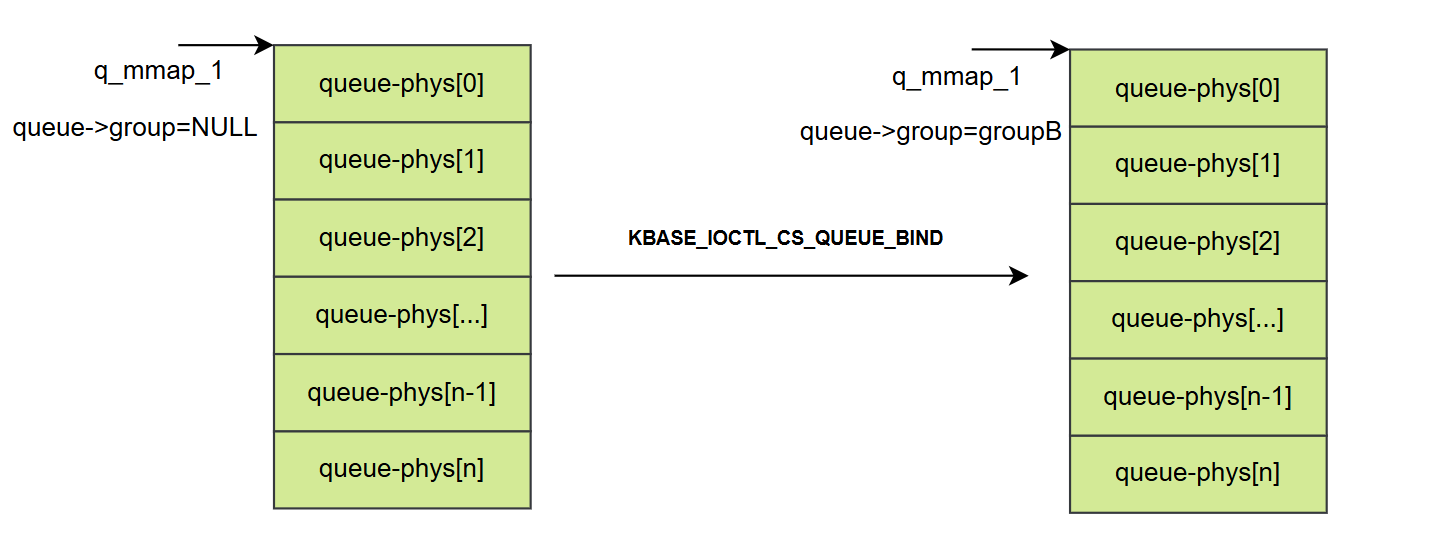 q_mmap_1
queue->group=NULL
queue-phys[0]
queue-phys[1]
queue-phys[2]
queue-phys[...]
queue-phys[n-1]
queue-phys[n]
KBASE_IOCTL_CS_QUEUE_BIND
q_mmap_1
queue->group=groupB
queue-phys[0]
queue-phys[1]
queue-phys[2]
queue-phys[...]
queue-phys[n-1]
queue-phys[n]